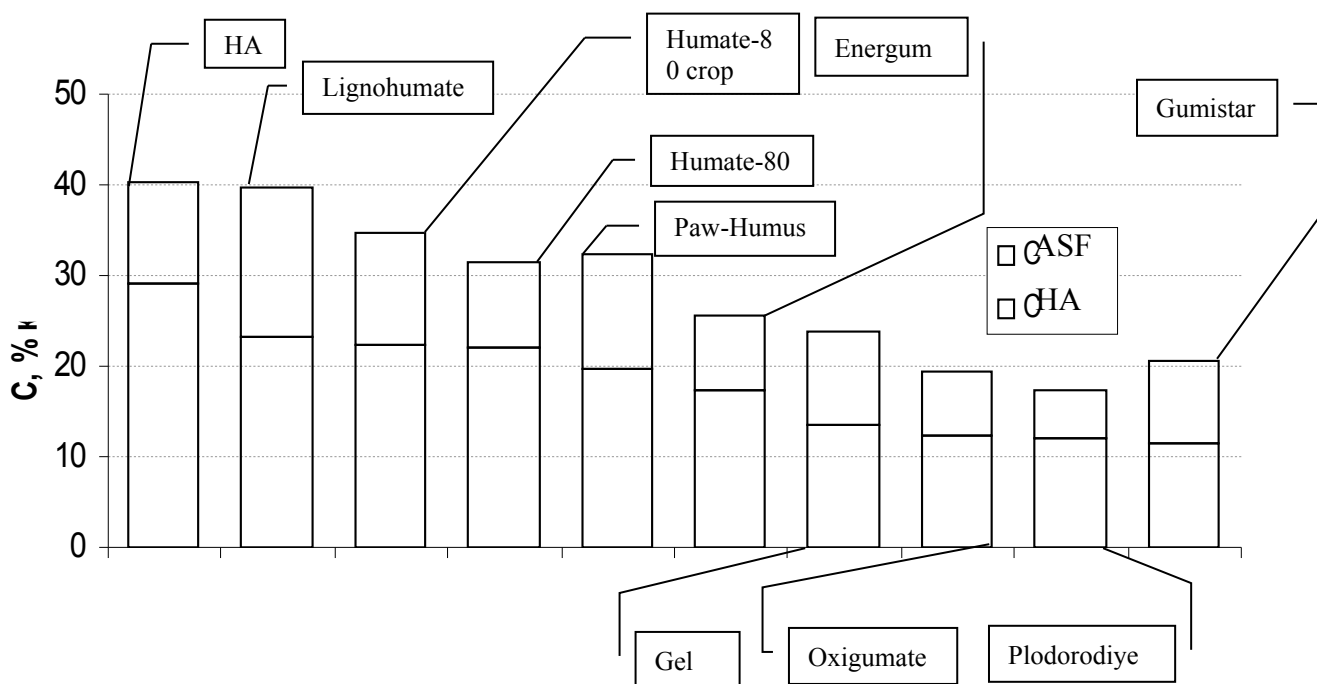 HA
Humate-8
0 crop
Energum
Lignohumate
Gumistar
Humate-80
Paw-Humus
50
40
30
20
10
0
C, %
C ASF
C HA
Gel
Oxigumate
Plodorodiye